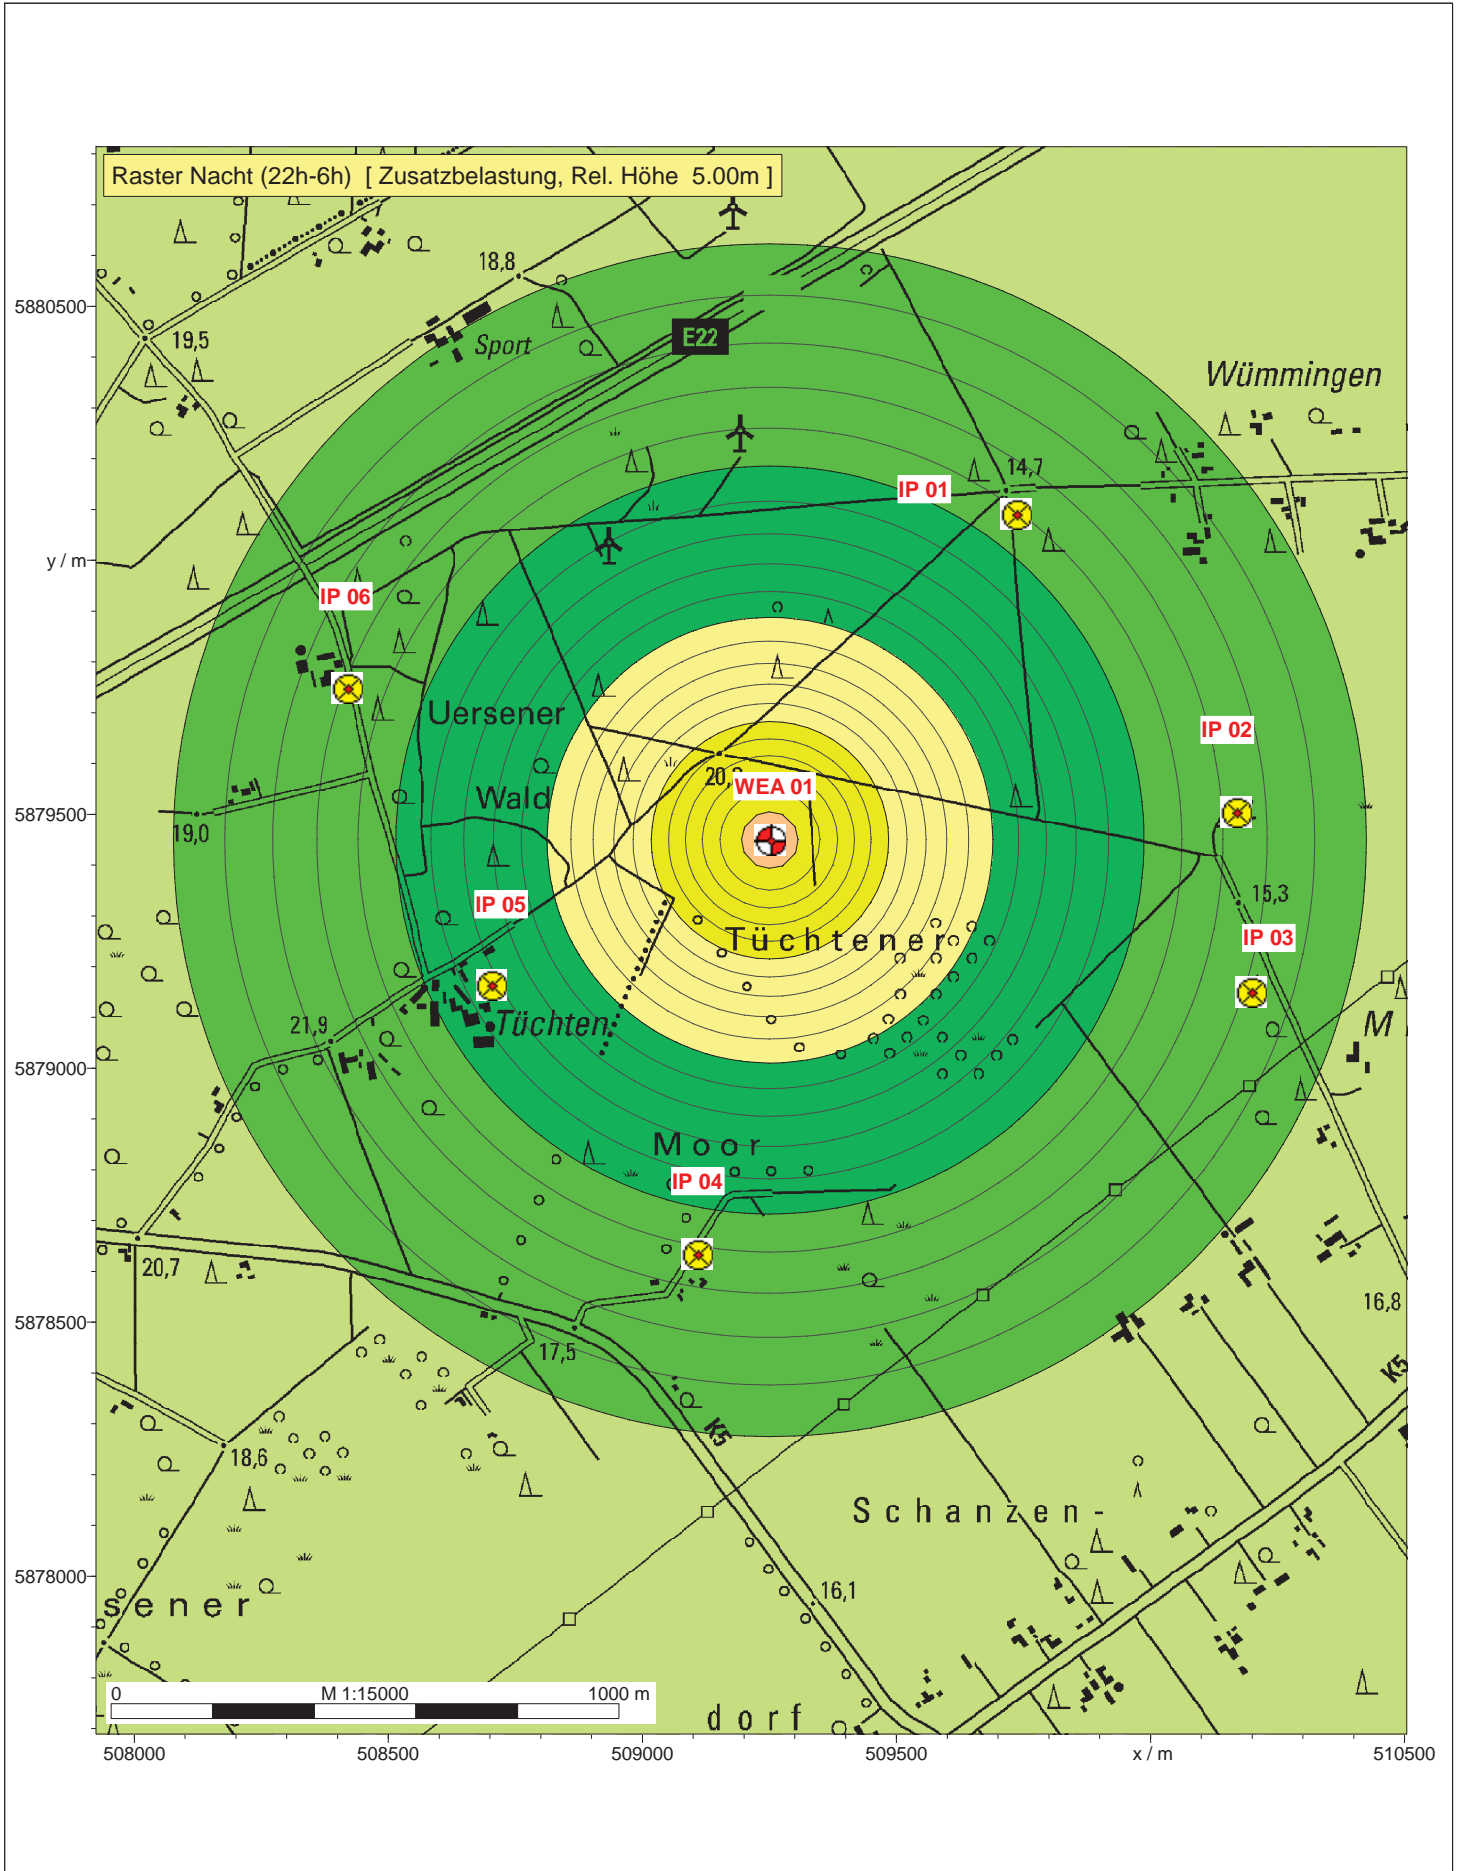 Raster Nacht (22h-6h) [ Zusatzbelastung, Rel. Höhe 5.00m ]
18,8
5880500
19,5
Sport
E22
Wümmingen
14,7
IP 01
y / m
IP 06
Uersener
IP 02
Wald
WEA 01
5879500
19,0
15,3
IP 05
Tüchtener
IP 03
21,9
Tüchten
M
5879000
Moor
IP 04
20,7
16,8
5878500
17,5
K5
K5
18,6
Schanzen-
5878000
16,1
sener
0 M 1:15000 1000 m
dorf
508000 508500 509000 509500 x / m 510500